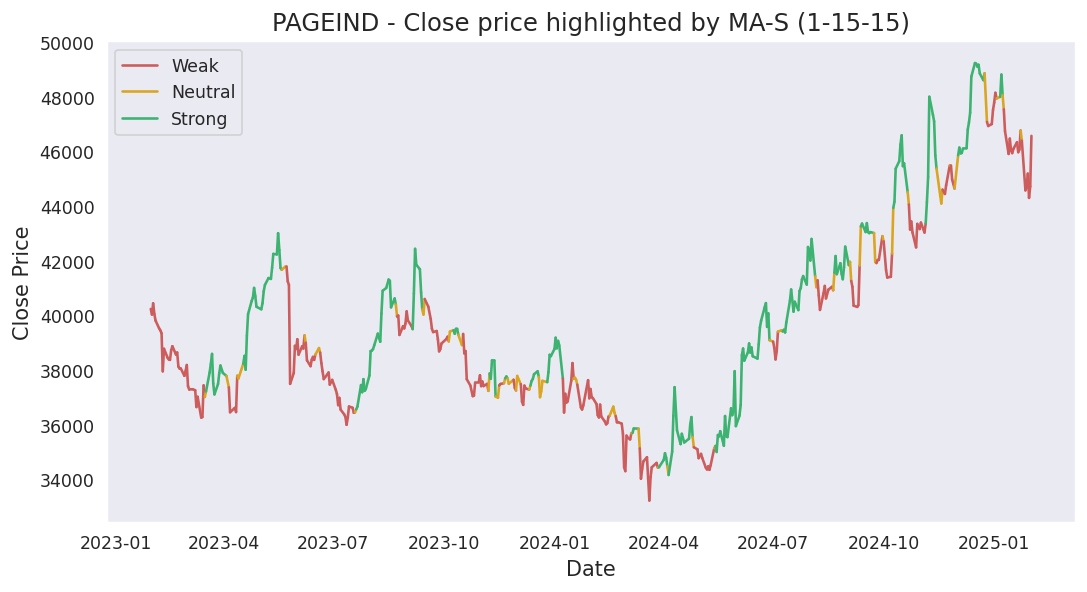 PAGEIND - Close price highlighted by MA-S (1-15-15)
50000
48000
46000
44000
42000
40000
38000
36000
34000
Close Price
Weak
Neutral
Strong
2023-01 2023-04 2023-07 2023-10 2024-01 2024-04 2024-07 2024-10 2025-01
Date